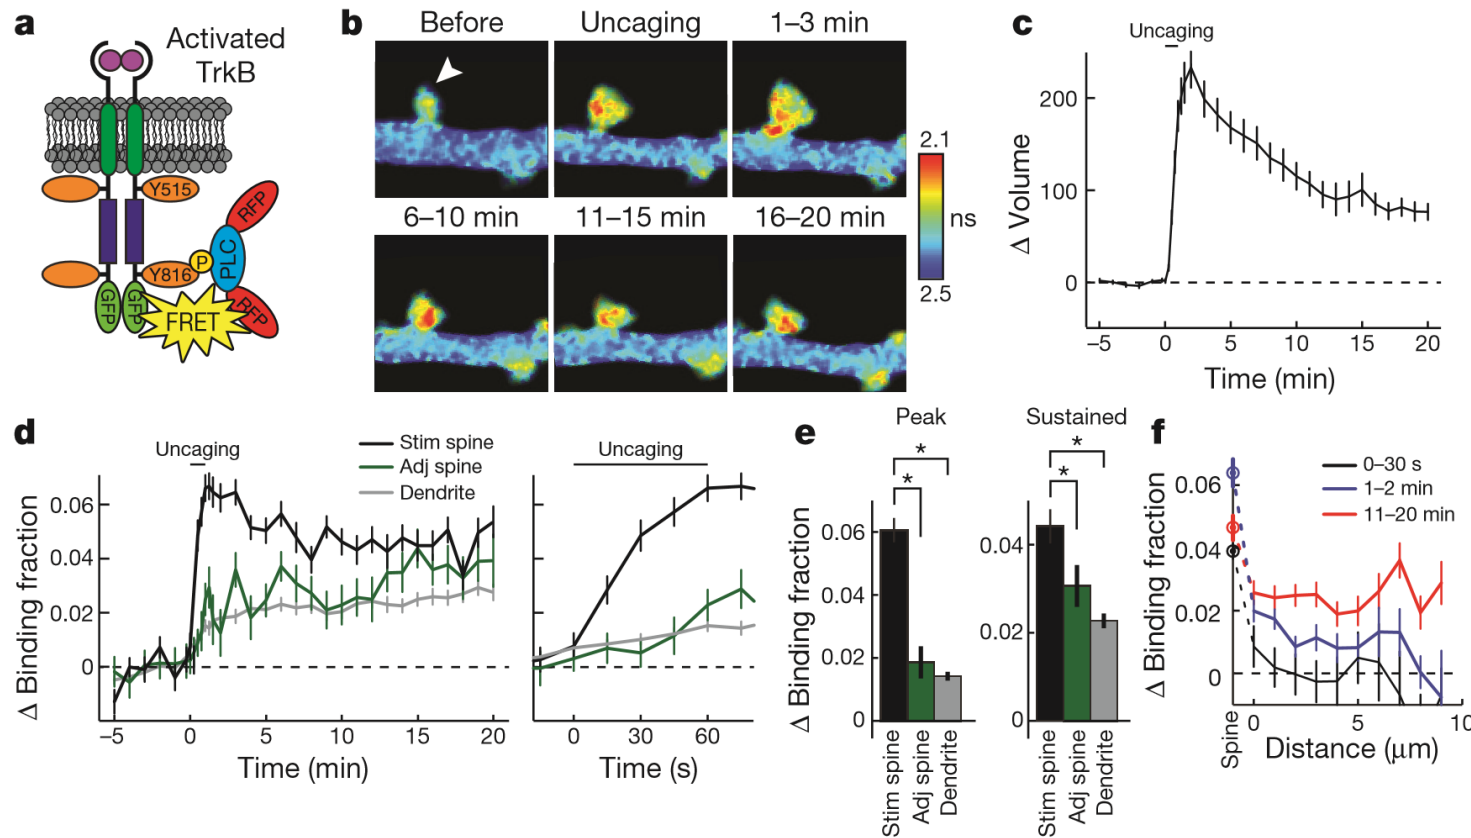 a
Activated
TrkB
Y515
RFP
PLC
P
Y816
GFP
GFP
FRET
RFP
b
Before
Uncaging
1–3 min
6–10 min
11–15 min
16–20 min
2.1
ns
2.5
c
Uncaging
Δ Volume
200
100
0
−5
0
5
10
15
20
Time (min)
d
Uncaging
Stim spine
Adj spine
Dendrite
Δ Binding fraction
0.06
0.04
0.02
0
−5
0
5
10
15
20
Time (min)
Uncaging
0
30
60
Time (s)
e
Peak
*
*
Δ Binding fraction
0.06
0.04
0.02
0
Stim spine
Adj spine
Dendrite
Sustained
*
*
0.04
0.02
0
Stim spine
Adj spine
Dendrite
f
0–30 s
1–2 min
11–20 min
Δ Binding fraction
0.06
0.04
0.02
0
Spine
0
5
10
Distance (μm)